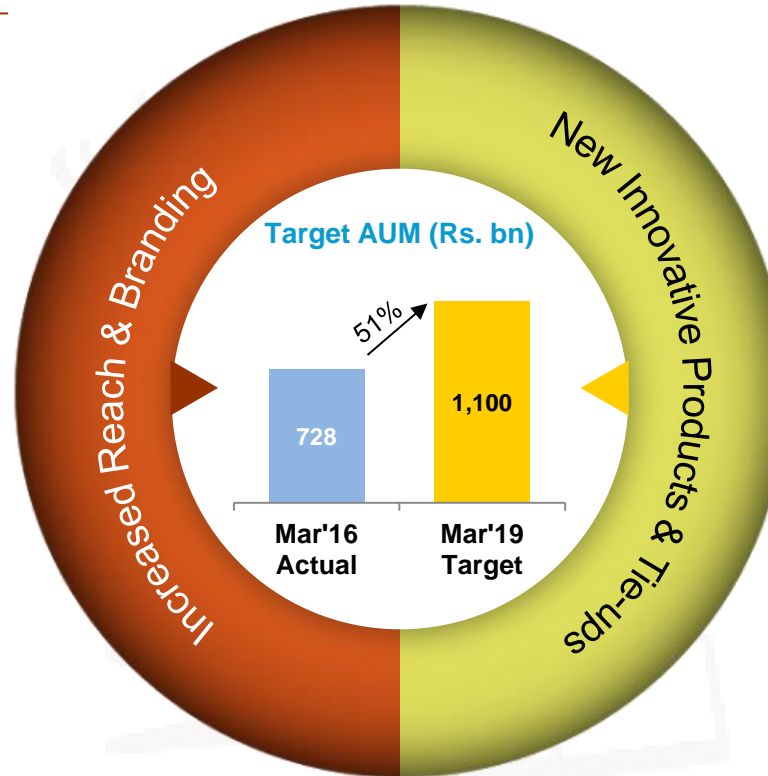 Increased Reach & Branding
New Innovative Products & Tie-ups
Target AUM (Rs. bn)
51%
728
1,100
Mar'16
Actual
Mar'19
Target